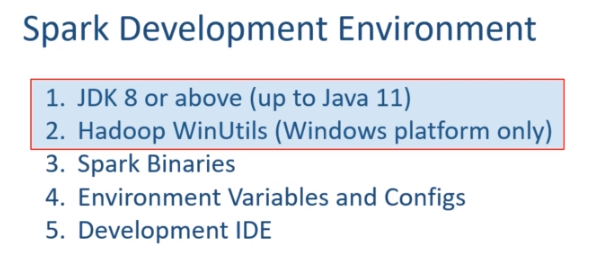 Spark Development Environment
1. JDK 8 or above (up to Java 11)
2. Hadoop WinUtils (Windows platform only)
3. Spark Binaries
4. Environment Variables and Configs
5. Development IDE